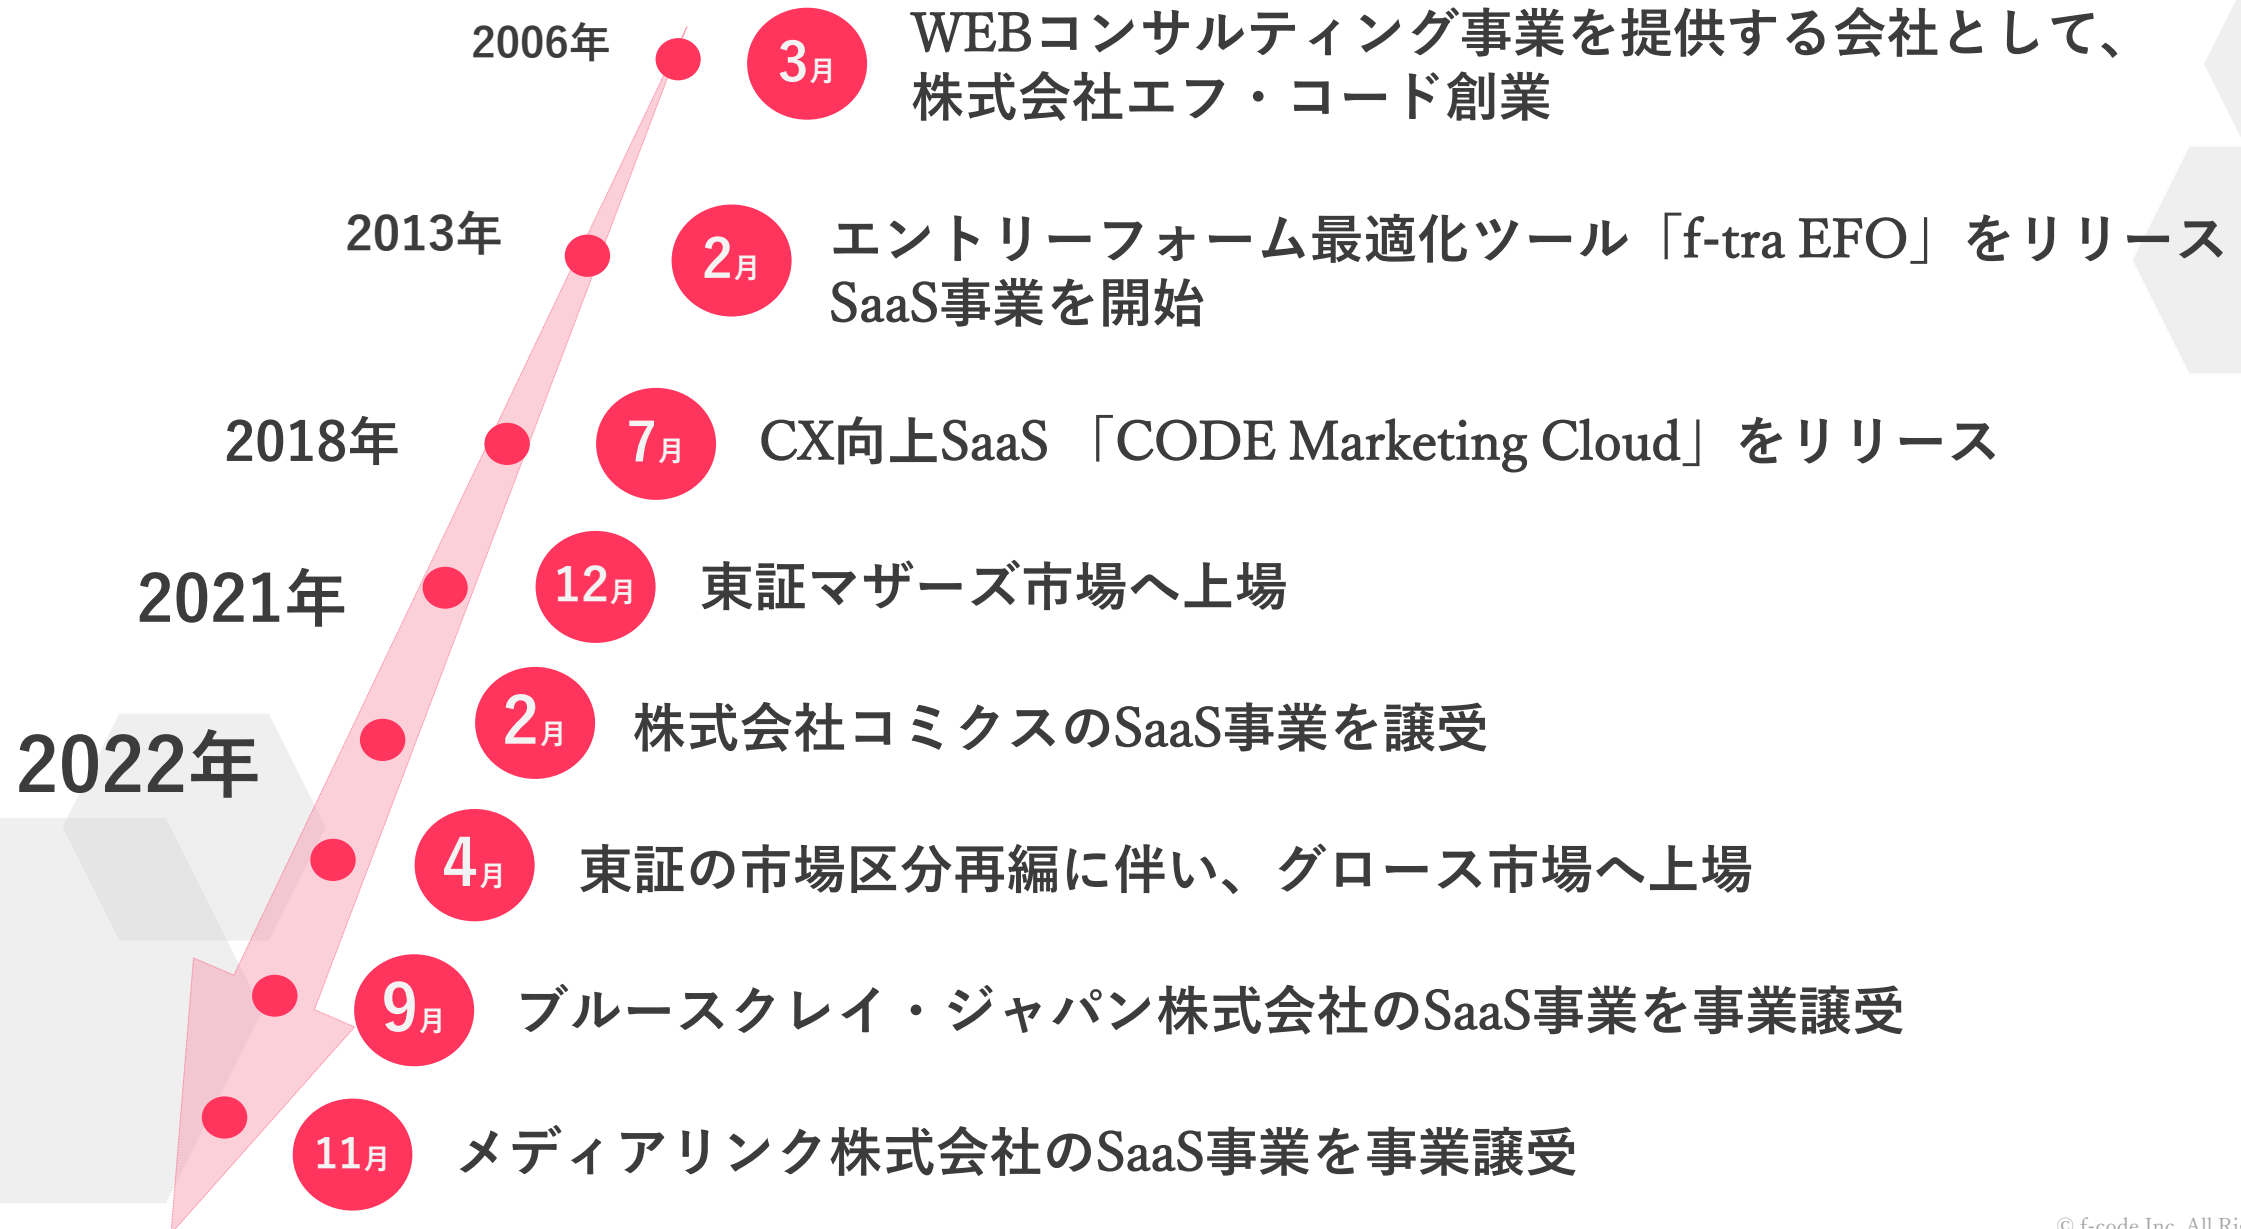 2006年
3月
WEBコンサルティング事業を提供する会社として、
株式会社エフ・コード創業
2013年
2月
エントリーフォーム最適化ツール「f-tra EFO」をリリース
SaaS事業を開始
2018年
7月
CX向上SaaS 「CODE Marketing Cloud」をリリース
2021年
12月
東証マザーズ市場へ上場
2022年
2月
株式会社コミクスのSaaS事業を譲受
4月
東証の市場区分再編に伴い、グロース市場へ上場
9月
ブルースクレイ・ジャパン株式会社のSaaS事業を事業譲受
11月
メディアリンク株式会社のSaaS事業を事業譲受
© f-code Inc. All